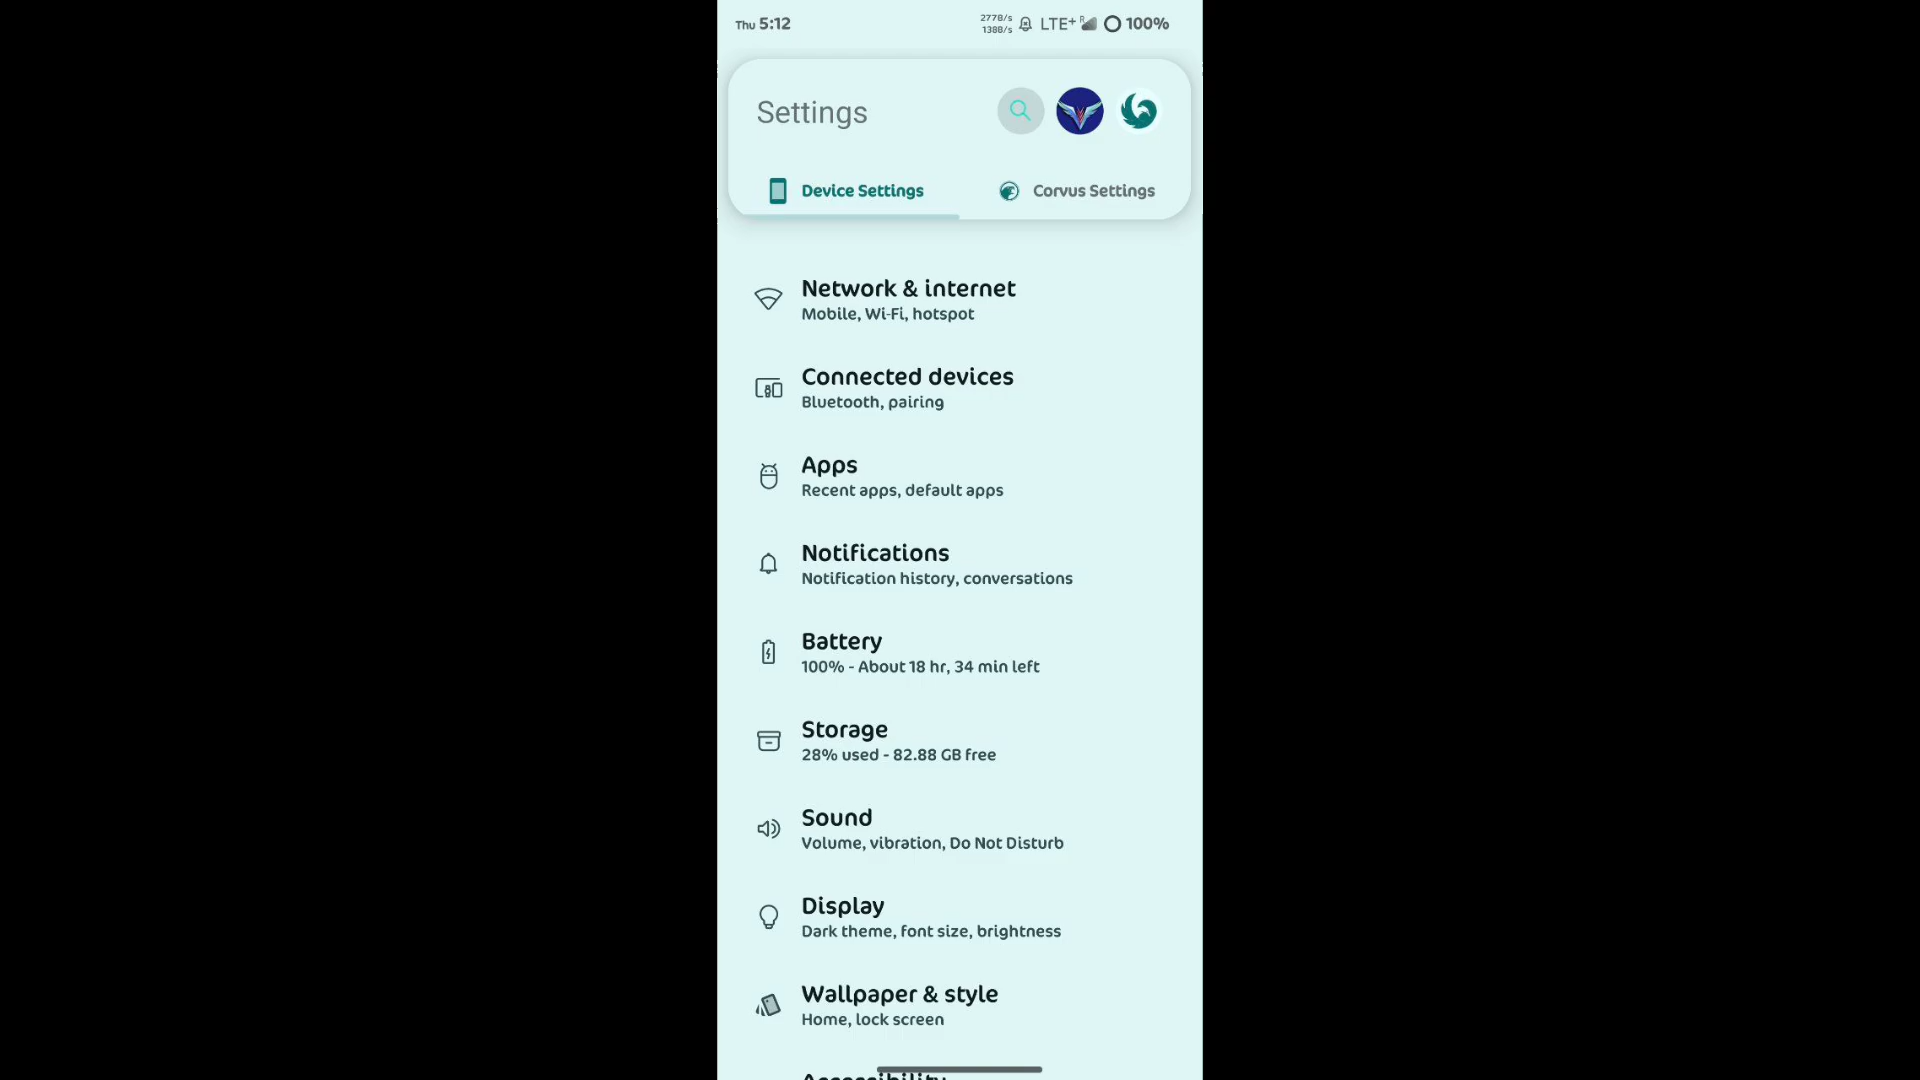 Thu 5:12
277B/s
138B/s
LTE+ R 100%
Settings
Device Settings
Corvus Settings
Network & internet
Mobile, Wi-Fi, hotspot
Connected devices
Bluetooth, pairing
Apps
Recent apps, default apps
Notifications
Notification history, conversations
Battery
100% - About 18 hr, 34 min left
Storage
28% used - 82.88 GB free
Sound
Volume, vibration, Do Not Disturb
Display
Dark theme, font size, brightness
Wallpaper & style
Home, lock screen
Accessibility